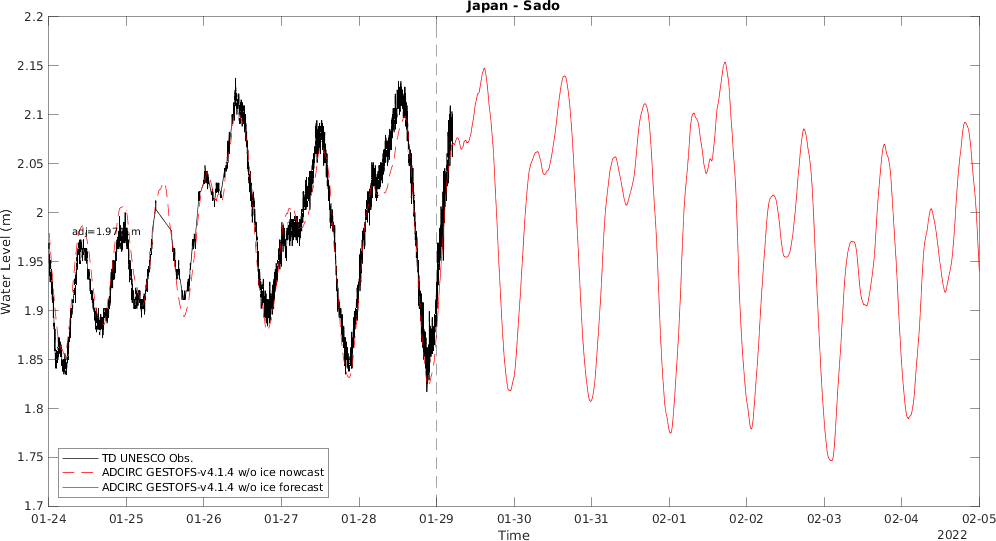 Japan - Sado
2.2
2.15
2.1
2.05
2
1.95
1.9
1.85
1.8
1.75
1.7
Water Level (m)
TD UNESCO Obs.
ADCIRC GESTOFS-v4.1.4 w/o ice nowcast
ADCIRC GESTOFS-v4.1.4 w/o ice forecast
01-24 01-25 01-26 01-27 01-28 01-29 01-30 01-31 02-01 02-02 02-03 02-04 02-05
Time
2022